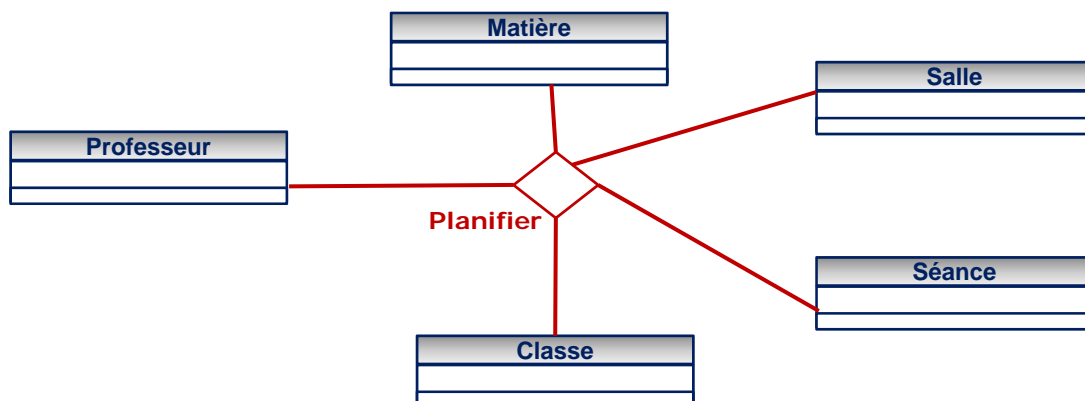 Matière
Salle
Professeur
Planifier
Séance
Classe